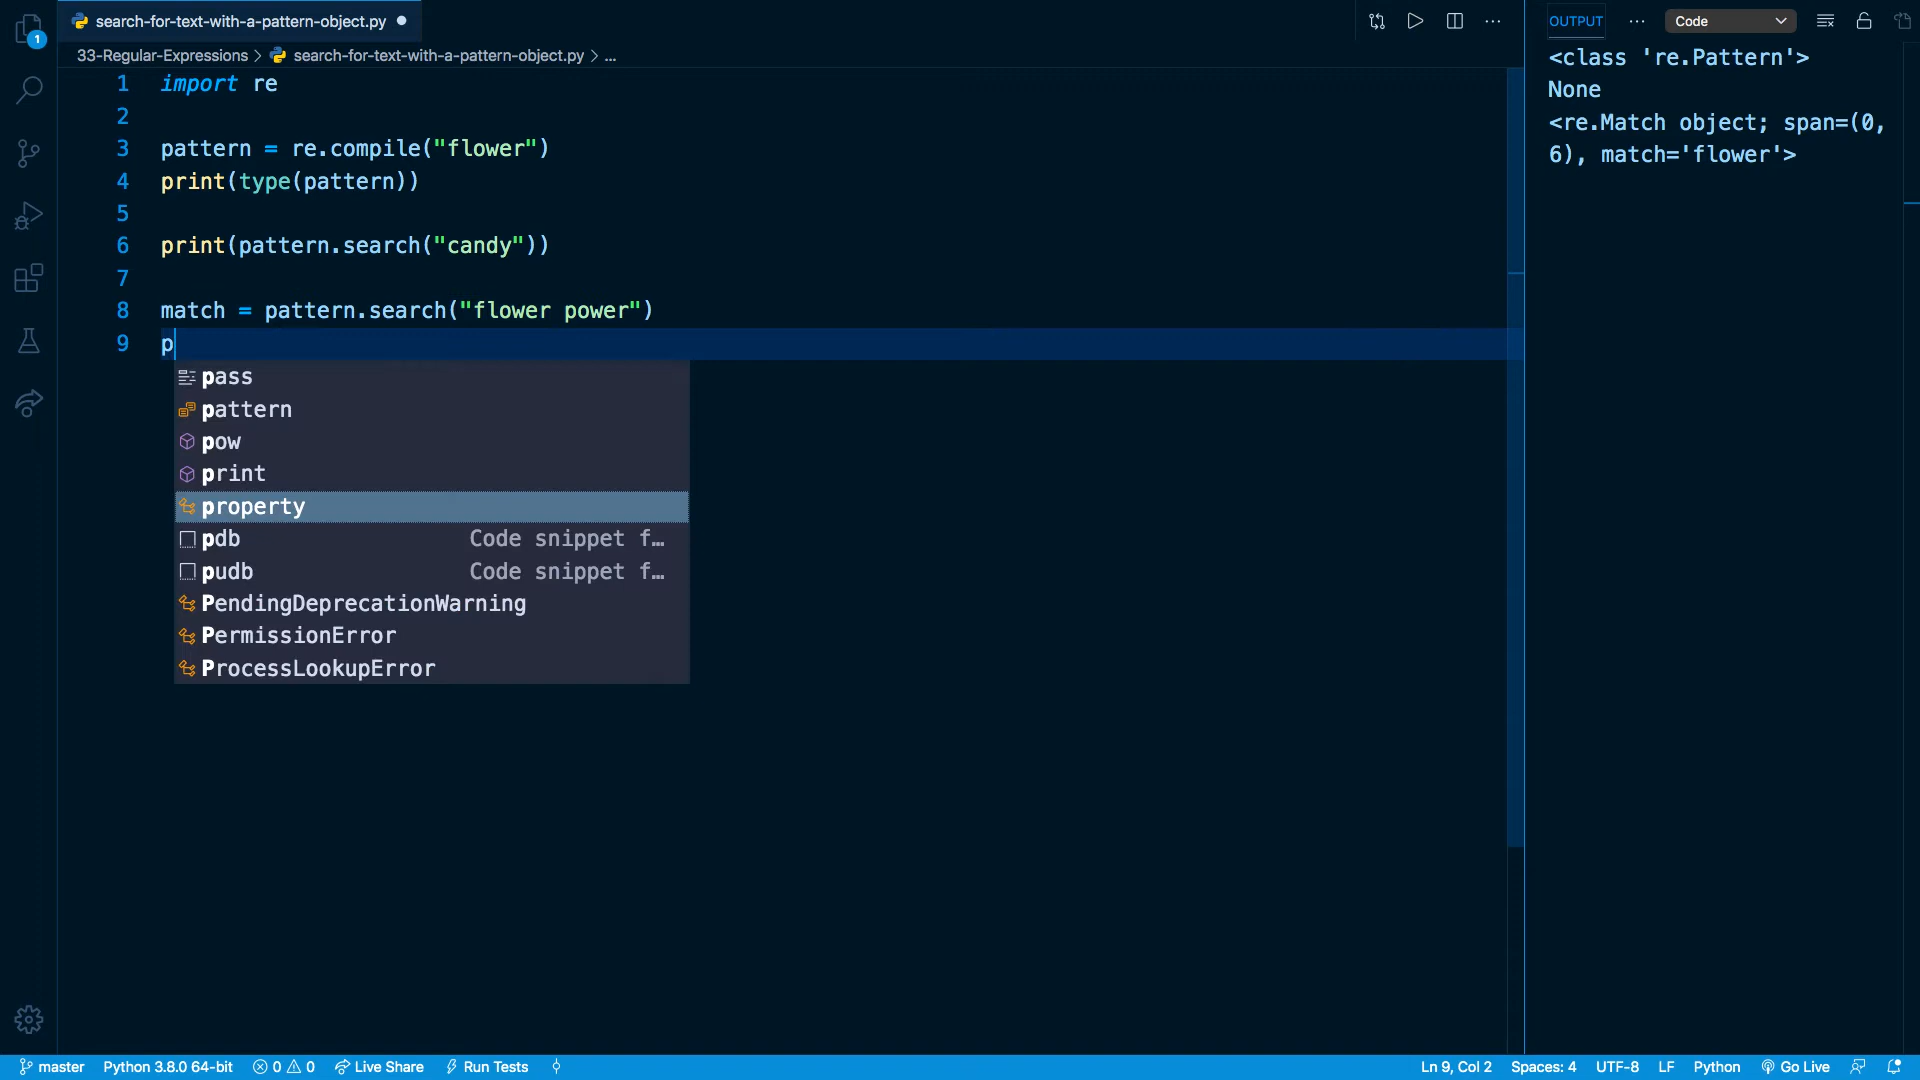 search-for-text-with-a-pattern-object.py
OUTPUT
Code
33-Regular-Expressions > search-for-text-with-a-pattern-object.py > ...
1 import re
2
3 pattern = re.compile("flower")
4 print(type(pattern))
5
6 print(pattern.search("candy"))
7
8 match = pattern.search("flower power")
9 p
pass
pattern
pow
print
property
pdb Code snippet f…
pudb Code snippet f…
PendingDeprecationWarning
PermissionError
ProcessLookupError
<class 're.Pattern'>
None
<re.Match object; span=(0,
6), match='flower'>
1
master Python 3.8.0 64-bit 0 0 Live Share Run Tests Ln 9, Col 2 Spaces: 4 UTF-8 LF Python Go Live